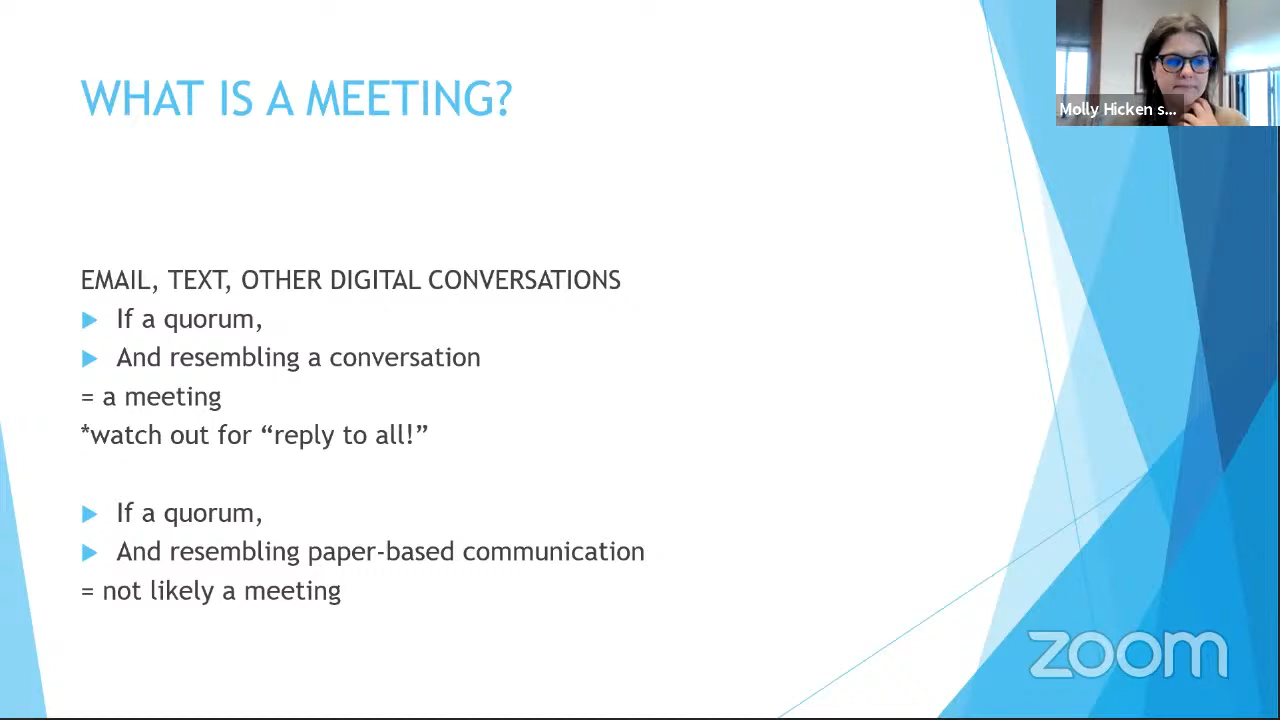 WHAT IS A MEETING?
Molly Hicken s...
EMAIL, TEXT, OTHER DIGITAL CONVERSATIONS
If a quorum,
And resembling a conversation
= a meeting
*watch out for “reply to all!”
If a quorum,
And resembling paper-based communication
= not likely a meeting
zoom